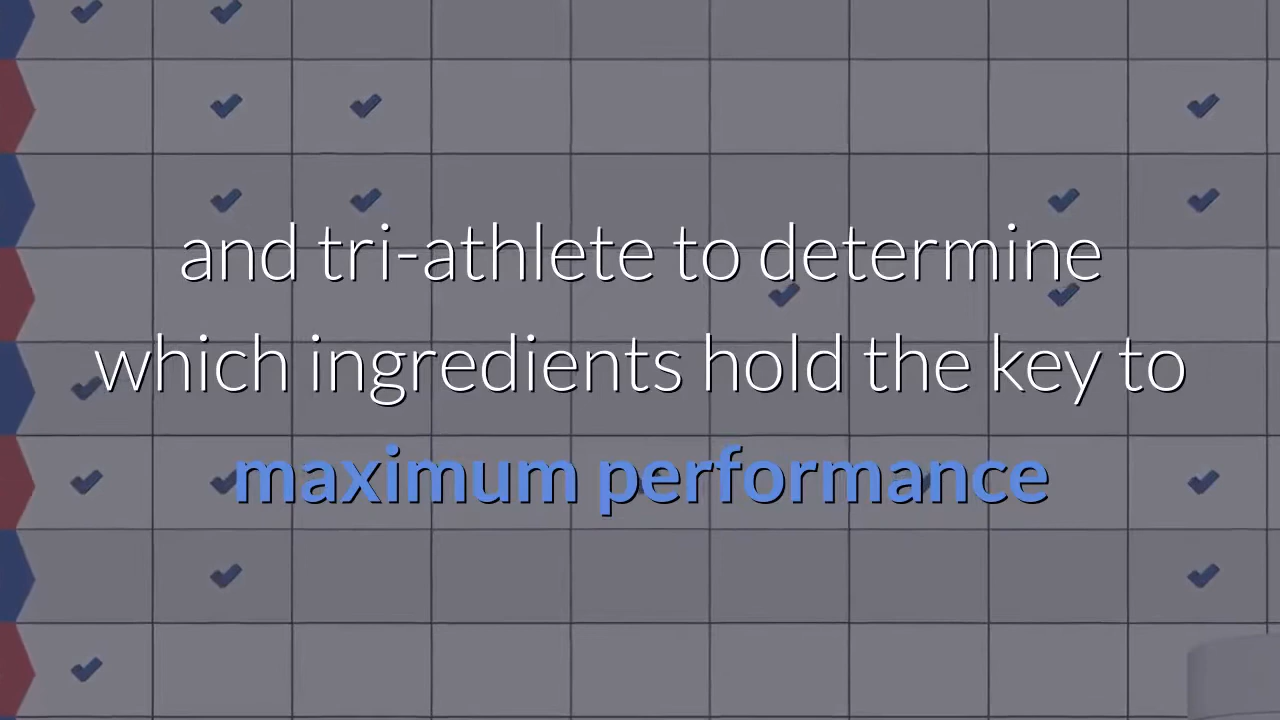 and tri-athlete to determine
which ingredients hold the key to
maximum performance